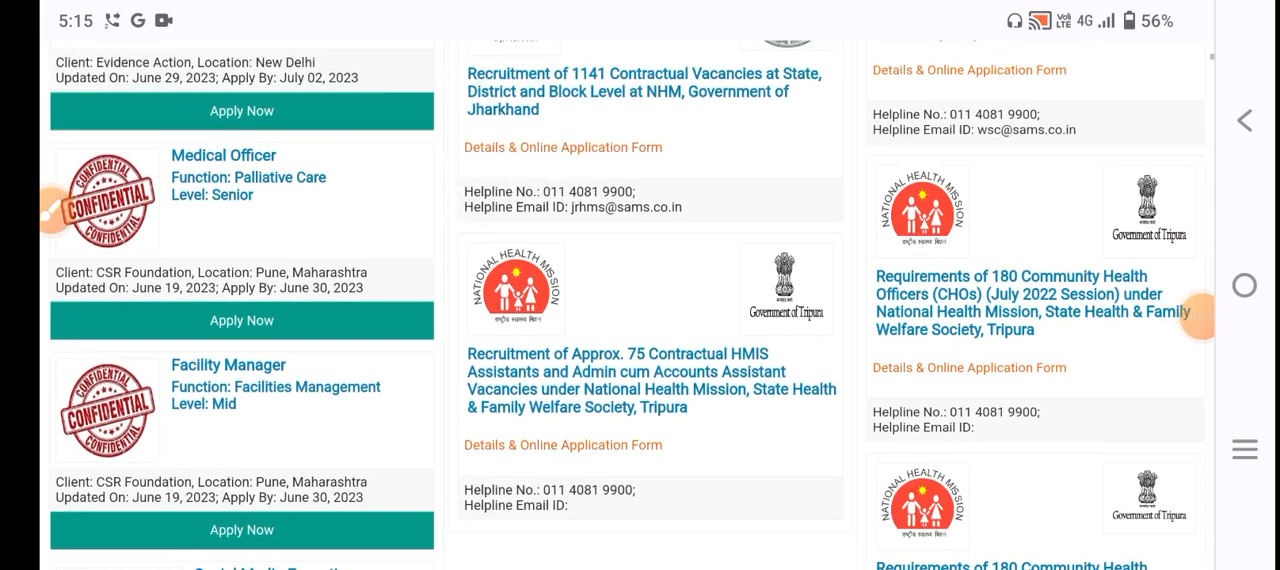 5:15
2
G
Vo)
LTE
4G
56%
Client: Evidence Action, Location: New Delhi
Updated On: June 29, 2023; Apply By: July 02, 2023
Apply Now
CONFIDENTIAL
CONFIDENTIAL
CONFIDENTIAL
Medical Officer
Function: Palliative Care
Level: Senior
Client: CSR Foundation, Location: Pune, Maharashtra
Updated On: June 19, 2023; Apply By: June 30, 2023
Apply Now
CONFIDENTIAL
CONFIDENTIAL
CONFIDENTIAL
Facility Manager
Function: Facilities Management
Level: Mid
Client: CSR Foundation, Location: Pune, Maharashtra
Updated On: June 19, 2023; Apply By: June 30, 2023
Apply Now
Recruitment of 1141 Contractual Vacancies at State,
District and Block Level at NHM, Government of
Jharkhand
Details & Online Application Form
Helpline No.: 011 4081 9900;
Helpline Email ID: jrhms@sams.co.in
NATIONAL HEALTH MISSION
राष्ट्रीय स्वास्थ्य मिशन
Government of Tripura
Recruitment of Approx. 75 Contractual HMIS
Assistants and Admin cum Accounts Assistant
Vacancies under National Health Mission, State Health
& Family Welfare Society, Tripura
Details & Online Application Form
Helpline No.: 011 4081 9900;
Helpline Email ID:
Details & Online Application Form
Helpline No.: 011 4081 9900;
Helpline Email ID: wsc@sams.co.in
NATIONAL HEALTH MISSION
राष्ट्रीय स्वास्थ्य मिशन
Government of Tripura
Requirements of 180 Community Health
Officers (CHOs) (July 2022 Session) under
National Health Mission, State Health & Family
Welfare Society, Tripura
Details & Online Application Form
Helpline No.: 011 4081 9900;
Helpline Email ID:
NATIONAL HEALTH MISSION
राष्ट्रीय स्वास्थ्य मिशन
Government of Tripura
Requirements of 180 Community Health